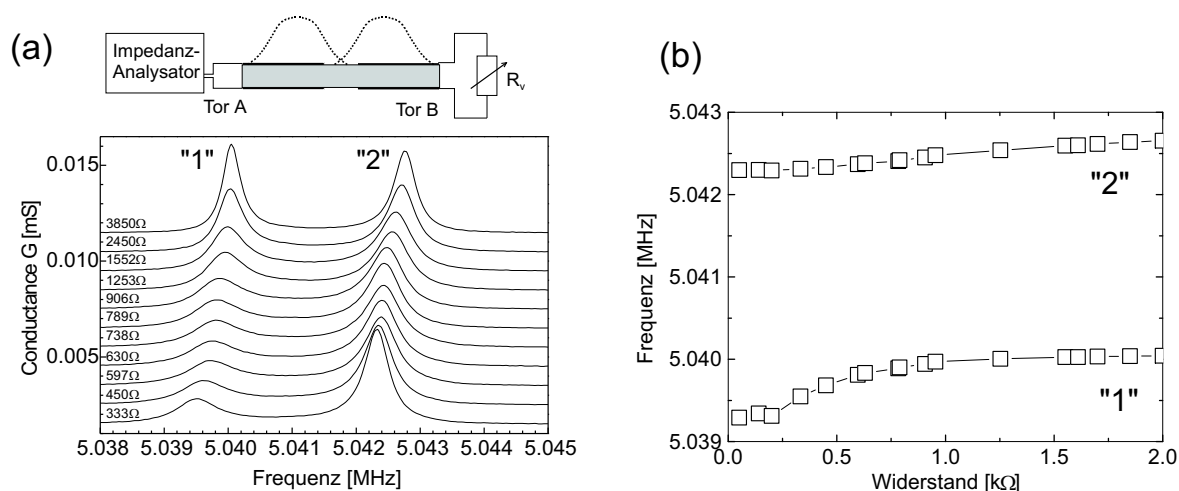 (a)
Impedanz-
Analysator
Tor A
Tor B
R_v
Conductance G [mS]
0.015
0.010
0.005
"1"
"2"
3850Ω
2450Ω
1552Ω
1253Ω
906Ω
789Ω
738Ω
630Ω
597Ω
450Ω
333Ω
5.038 5.039 5.040 5.041 5.042 5.043 5.044 5.045
Frequenz [MHz]
(b)
Frequenz [MHz]
5.043
5.042
5.041
5.040
5.039
"2"
"1"
0.0 0.5 1.0 1.5 2.0
Widerstand [kΩ]